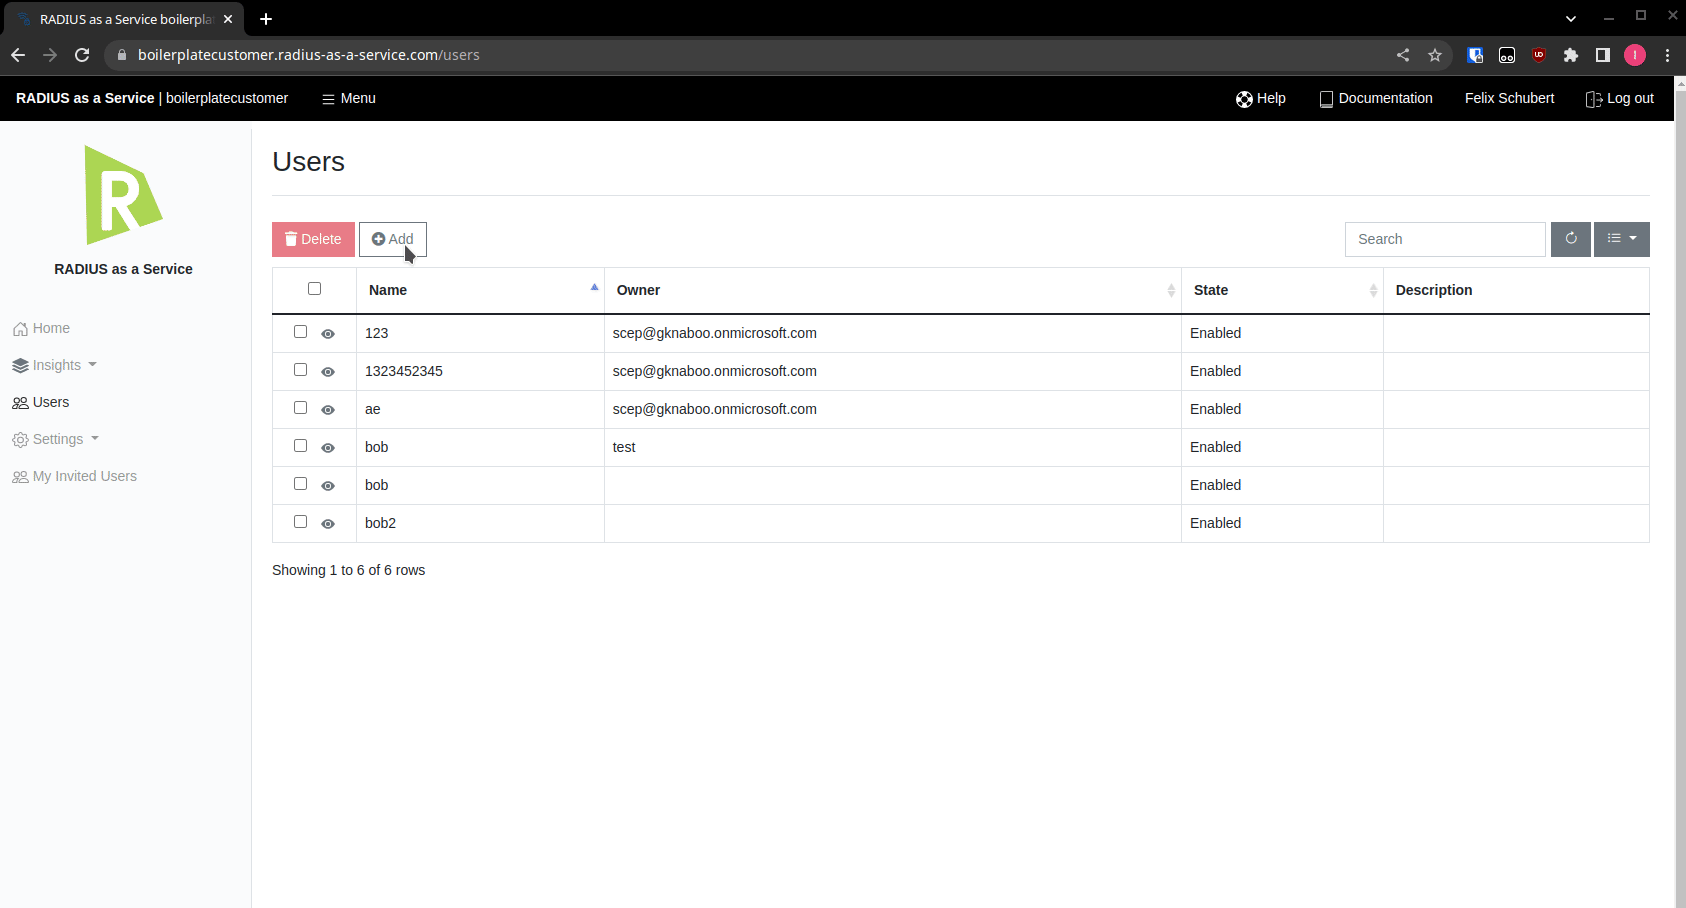 RADIUS as a Service boilerpla
boilerplatecustomer.radius-as-a-service.com/users
RADIUS as a Service | boilerplatecustomer Menu Help Documentation Felix Schubert Log out
R
RADIUS as a Service
Home
Insights
Users
Settings
My Invited Users
Users
Delete Add Search
Name Owner State Description
123 scep@gknaboo.onmicrosoft.com Enabled
1323452345 scep@gknaboo.onmicrosoft.com Enabled
ae scep@gknaboo.onmicrosoft.com Enabled
bob test Enabled
bob Enabled
bob2 Enabled
Showing 1 to 6 of 6 rows